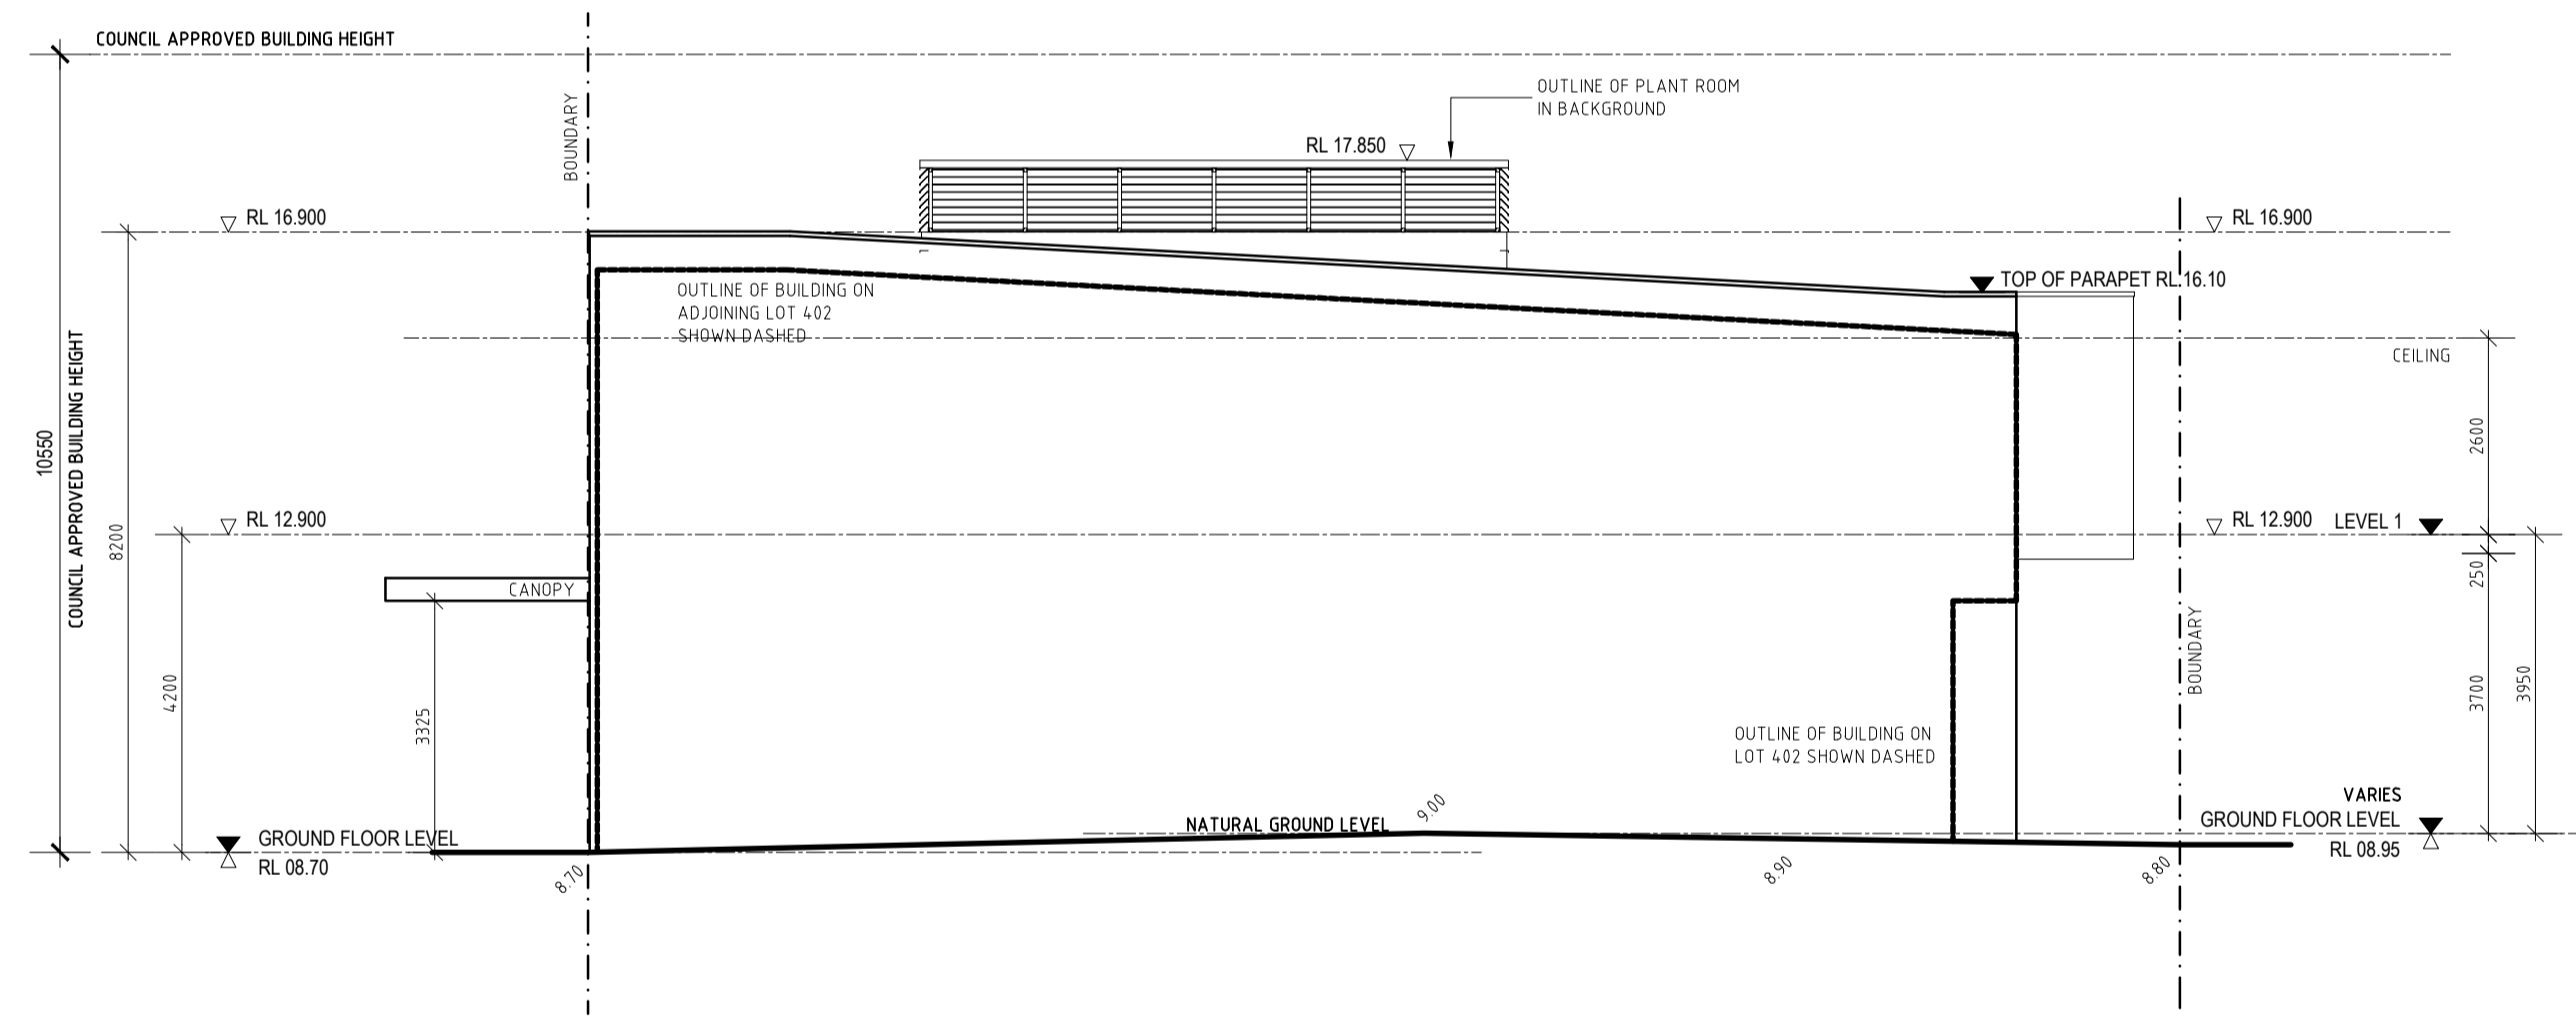 COUNCIL APPROVED BUILDING HEIGHT
OUTLINE OF PLANT ROOM
IN BACKGROUND
BOUNDARY
RL 17.850
RL 16.900
RL 16.900
TOP OF PARAPET RL 16.10
OUTLINE OF BUILDING ON
ADJOINING LOT 402
SHOWN DASHED
CEILING
COUNCIL APPROVED BUILDING HEIGHT
10550
8200
2600
RL 12.900
RL 12.900
LEVEL 1
250
CANOPY
BOUNDARY
4200
3325
3700
3950
OUTLINE OF BUILDING ON
LOT 402 SHOWN DASHED
VARIES
GROUND FLOOR LEVEL
RL 08.95
NATURAL GROUND LEVEL
9.00
GROUND FLOOR LEVEL
RL 08.70
8.70
8.90
8.80